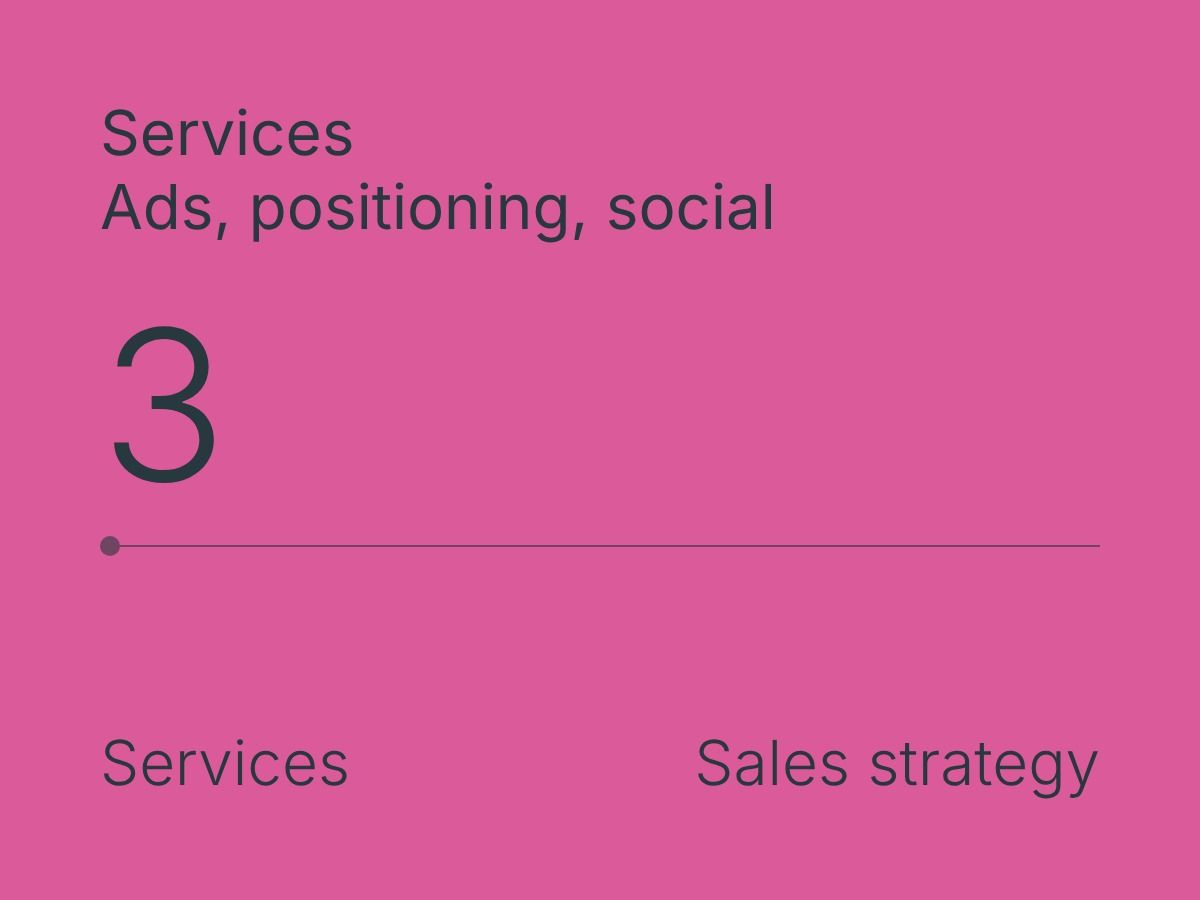 Services
Ads, positioning, social
3
Services
Sales strategy